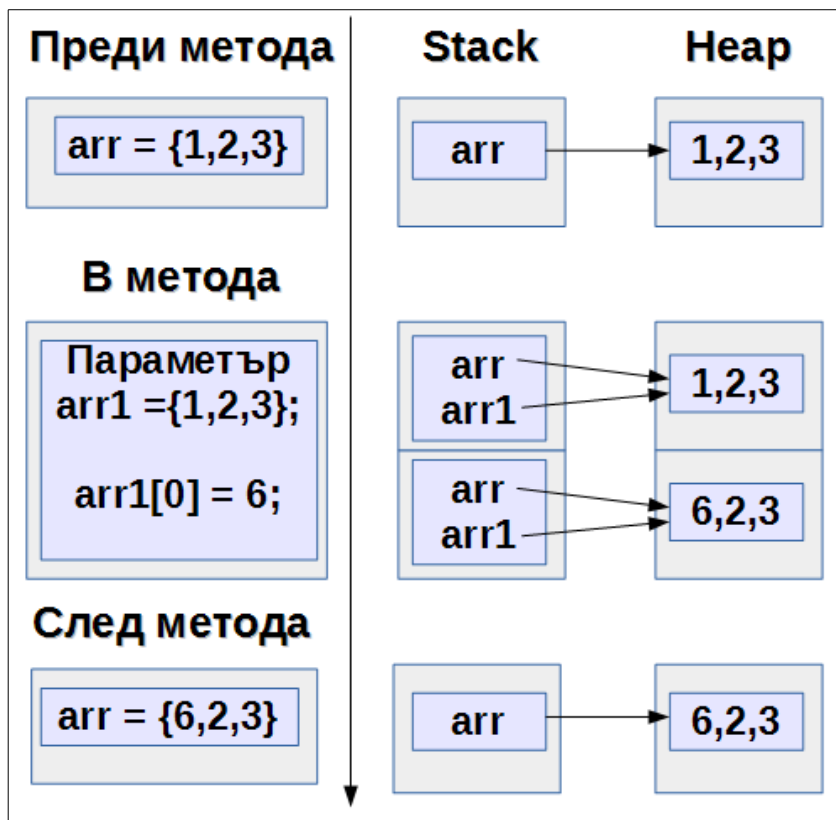 Преди метода
Stack
Heap
arr = {1,2,3}
arr
1,2,3
В метода
Параметър
arr1 ={1,2,3};
arr1[0] = 6;
arr
arr1
1,2,3
arr
arr1
6,2,3
След метода
arr = {6,2,3}
arr
6,2,3